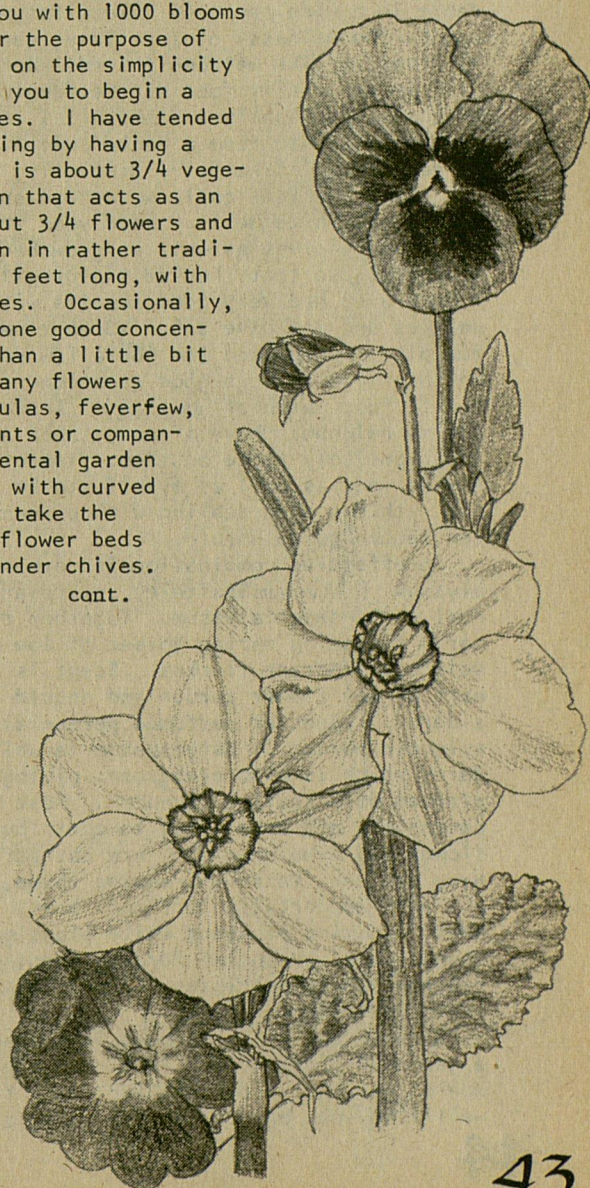 ou with 1000 blooms
r the purpose of
on the simplicity
you to begin a
es. I have tended
ing by having a
is about 3/4 vege-
n that acts as an
ut 3/4 flowers and
n in rather tradi-
feet long, with
es. Occasionally,
one good concen-
han a little bit
any flowers
ulas, feverfew,
nts or compan-
ental garden
with curved
take the
flower beds
nder chives.
cont.
43